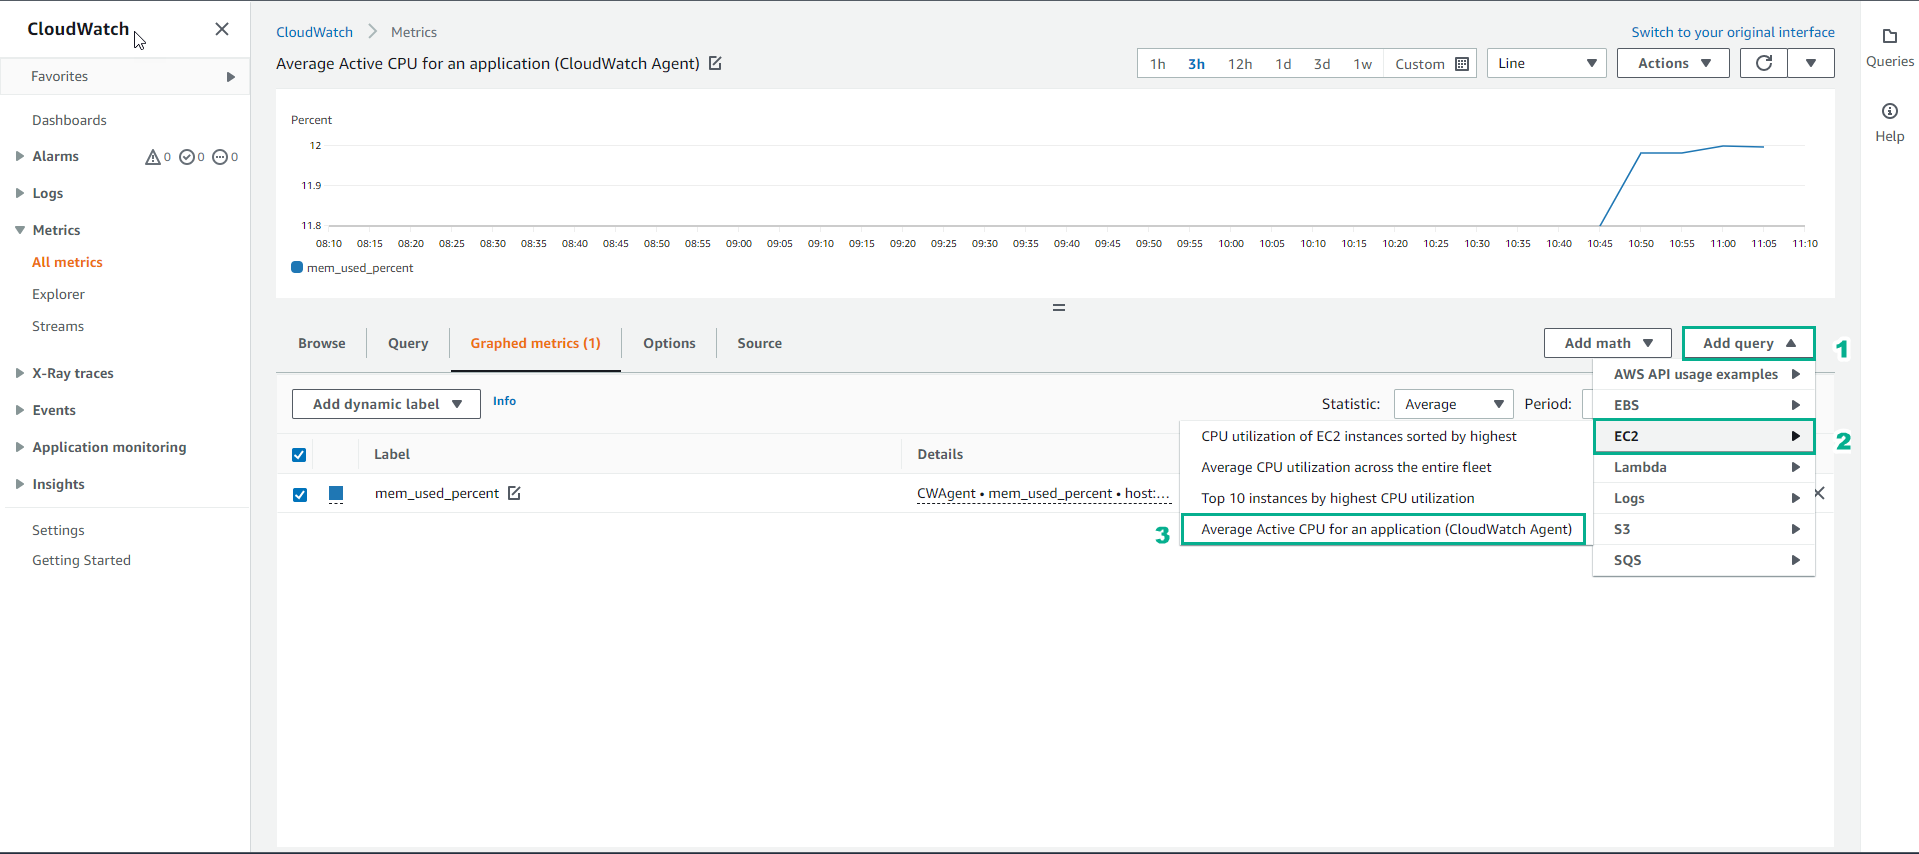 CloudWatch
Favorites
Dashboards
Alarms 0 0 0
Logs
Metrics
All metrics
Explorer
Streams
X-Ray traces
Events
Application monitoring
Insights
Settings
Getting Started
CloudWatch Metrics
Switch to your original interface
Average Active CPU for an application (CloudWatch Agent)
1h 3h 12h 1d 3d 1w Custom Line Actions
Percent
12
11.9
11.8
08:10 08:15 08:20 08:25 08:30 08:35 08:40 08:45 08:50 08:55 09:00 09:05 09:10 09:15 09:20 09:25 09:30 09:35 09:40 09:45 09:50 09:55 10:00 10:05 10:10 10:15 10:20 10:25 10:30 10:35 10:40 10:45 10:50 10:55 11:00 11:05 11:10
mem_used_percent
Browse Query Graphed metrics (1) Options Source Add math Add query 1
Add dynamic label Info Statistic: Average Period:
Label Details
mem_used_percent CWAgent • mem_used_percent • host:...
AWS API usage examples
EBS
EC2 2
Lambda
Logs
S3
SQS
CPU utilization of EC2 instances sorted by highest
Average CPU utilization across the entire fleet
Top 10 instances by highest CPU utilization
3 Average Active CPU for an application (CloudWatch Agent)
Queries
Help